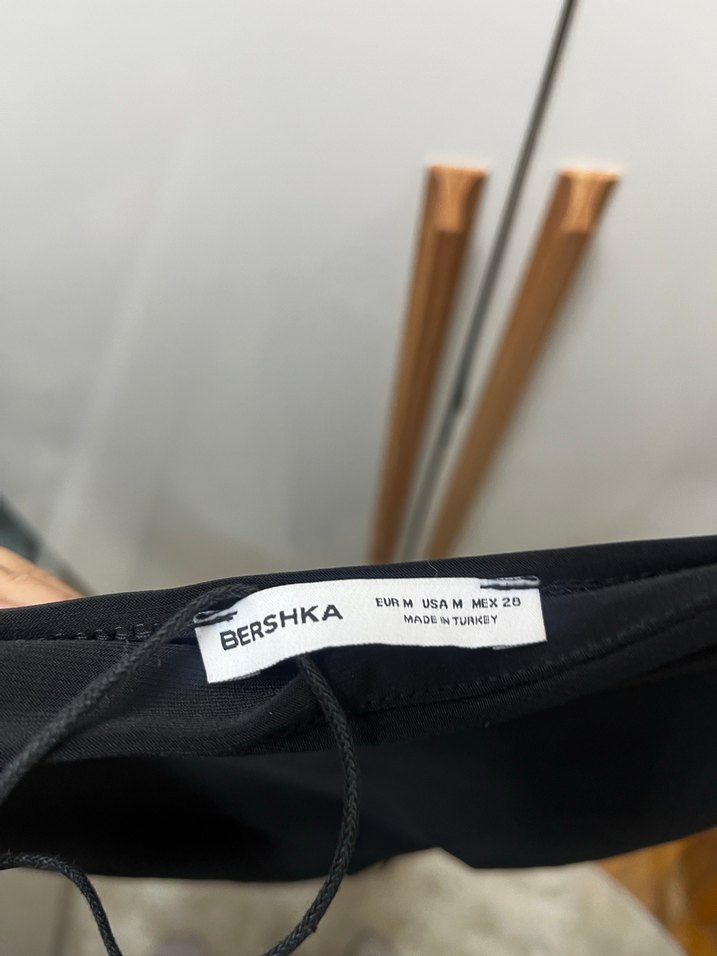 BERSHKA
EUR M USA M MEX 28
MADE IN TURKEY